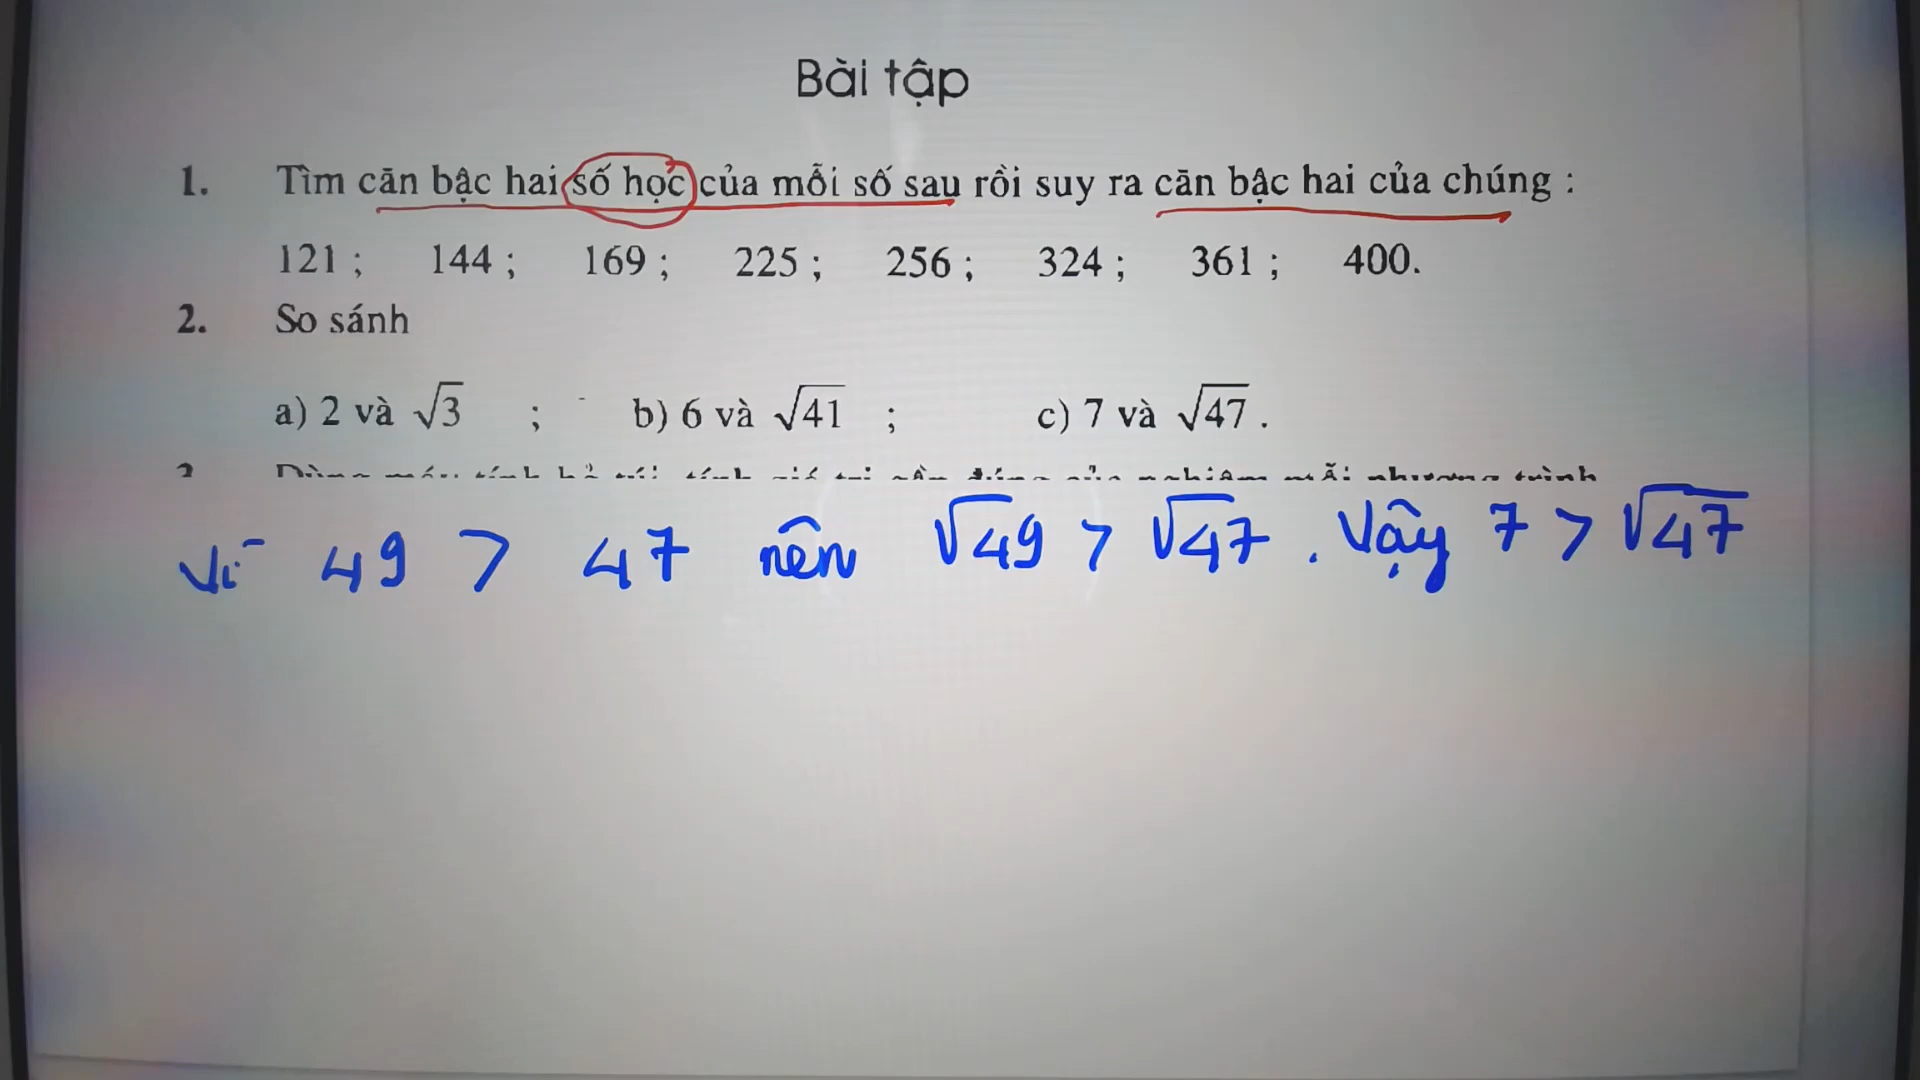 Bài tập
1. Tìm căn bậc hai số học của mỗi số sau rồi suy ra căn bậc hai của chúng :
121 ; 144 ; 169 ; 225 ; 256 ; 324 ; 361 ; 400.
2. So sánh
a) 2 và √3 ; b) 6 và √41 ; c) 7 và √47 .
Vì 49 > 47 nên √49 > √47 . Vậy 7 > √47